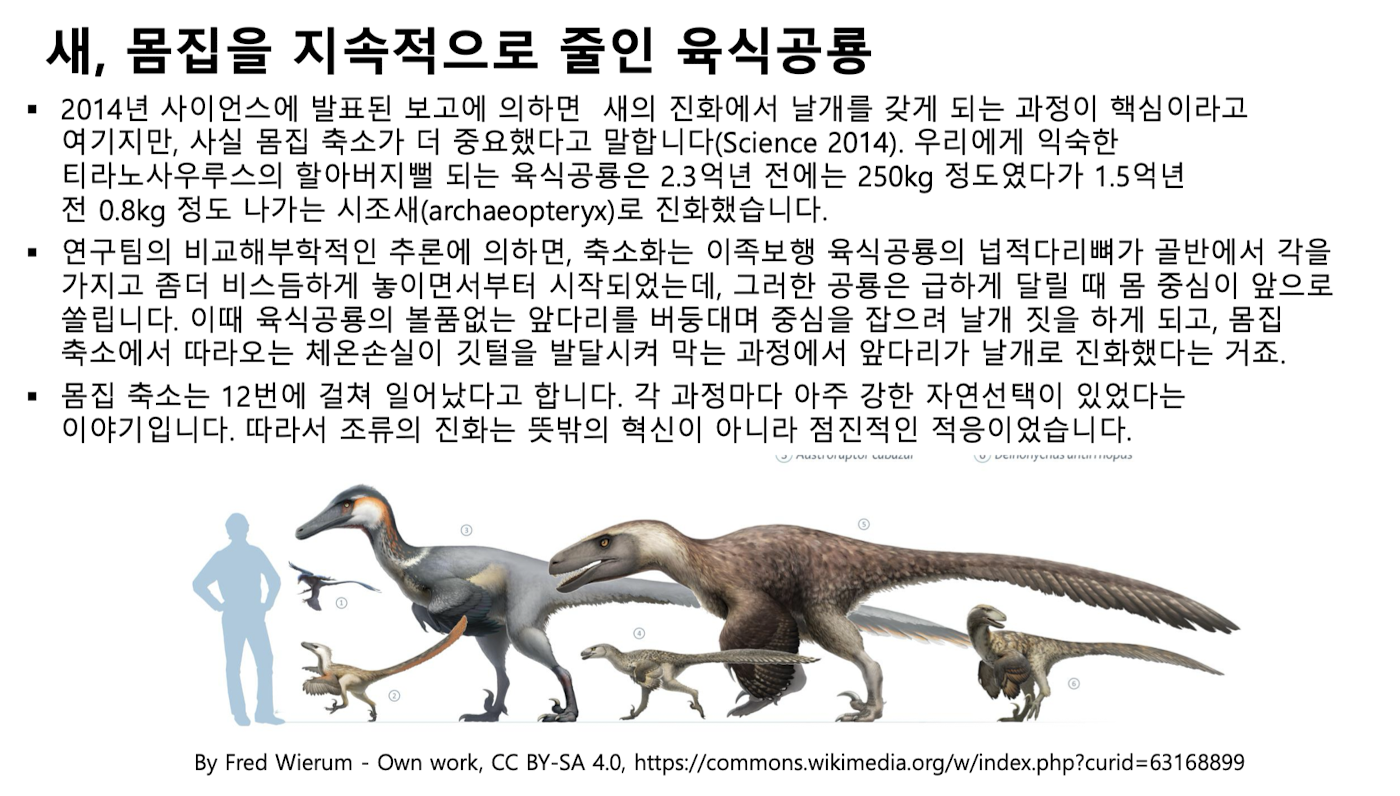 새, 몸집을 지속적으로 줄인 육식공룡
▪ 2014년 사이언스에 발표된 보고에 의하면 새의 진화에서 날개를 갖게 되는 과정이 핵심이라고
여기지만, 사실 몸집 축소가 더 중요했다고 말합니다(Science 2014). 우리에게 익숙한
티라노사우루스의 할아버지뻘 되는 육식공룡은 2.3억년 전에는 250kg 정도였다가 1.5억년
전 0.8kg 정도 나가는 시조새(archaeopteryx)로 진화했습니다.
▪ 연구팀의 비교해부학적인 추론에 의하면, 축소화는 이족보행 육식공룡의 넙적다리뼈가 골반에서 각을
가지고 좀더 비스듬하게 놓이면서부터 시작되었는데, 그러한 공룡은 급하게 달릴 때 몸 중심이 앞으로
쏠립니다. 이때 육식공룡의 볼품없는 앞다리를 버둥대며 중심을 잡으려 날개 짓을 하게 되고, 몸집
축소에서 따라오는 체온손실이 깃털을 발달시켜 막는 과정에서 앞다리가 날개로 진화했다는 거죠.
▪ 몸집 축소는 12번에 걸쳐 일어났다고 합니다. 각 과정마다 아주 강한 자연선택이 있었다는
이야기입니다. 따라서 조류의 진화는 뜻밖의 혁신이 아니라 점진적인 적응이었습니다.
⑤ Austroraptor cabazai ⑥ Deinonychus antirrhopus
③
⑤
①
④
②
⑥
By Fred Wierum - Own work, CC BY-SA 4.0, https://commons.wikimedia.org/w/index.php?curid=63168899